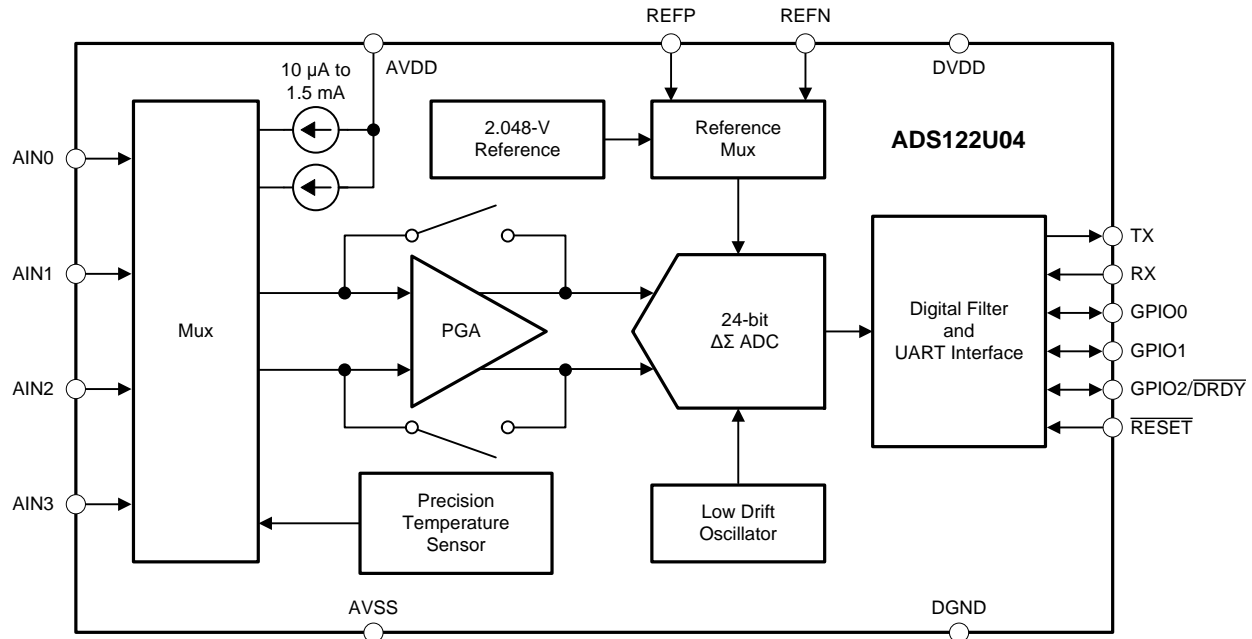 REFP
REFN
AVDD
DVDD
10 µA to
1.5 mA
2.048-V
Reference
Reference
Mux
ADS122U04
AIN0
AIN1
AIN2
AIN3
Mux
PGA
24-bit
ΔΣ ADC
Digital Filter
and
UART Interface
TX
RX
GPIO0
GPIO1
GPIO2/DRDY
RESET
Precision
Temperature
Sensor
Low Drift
Oscillator
AVSS
DGND